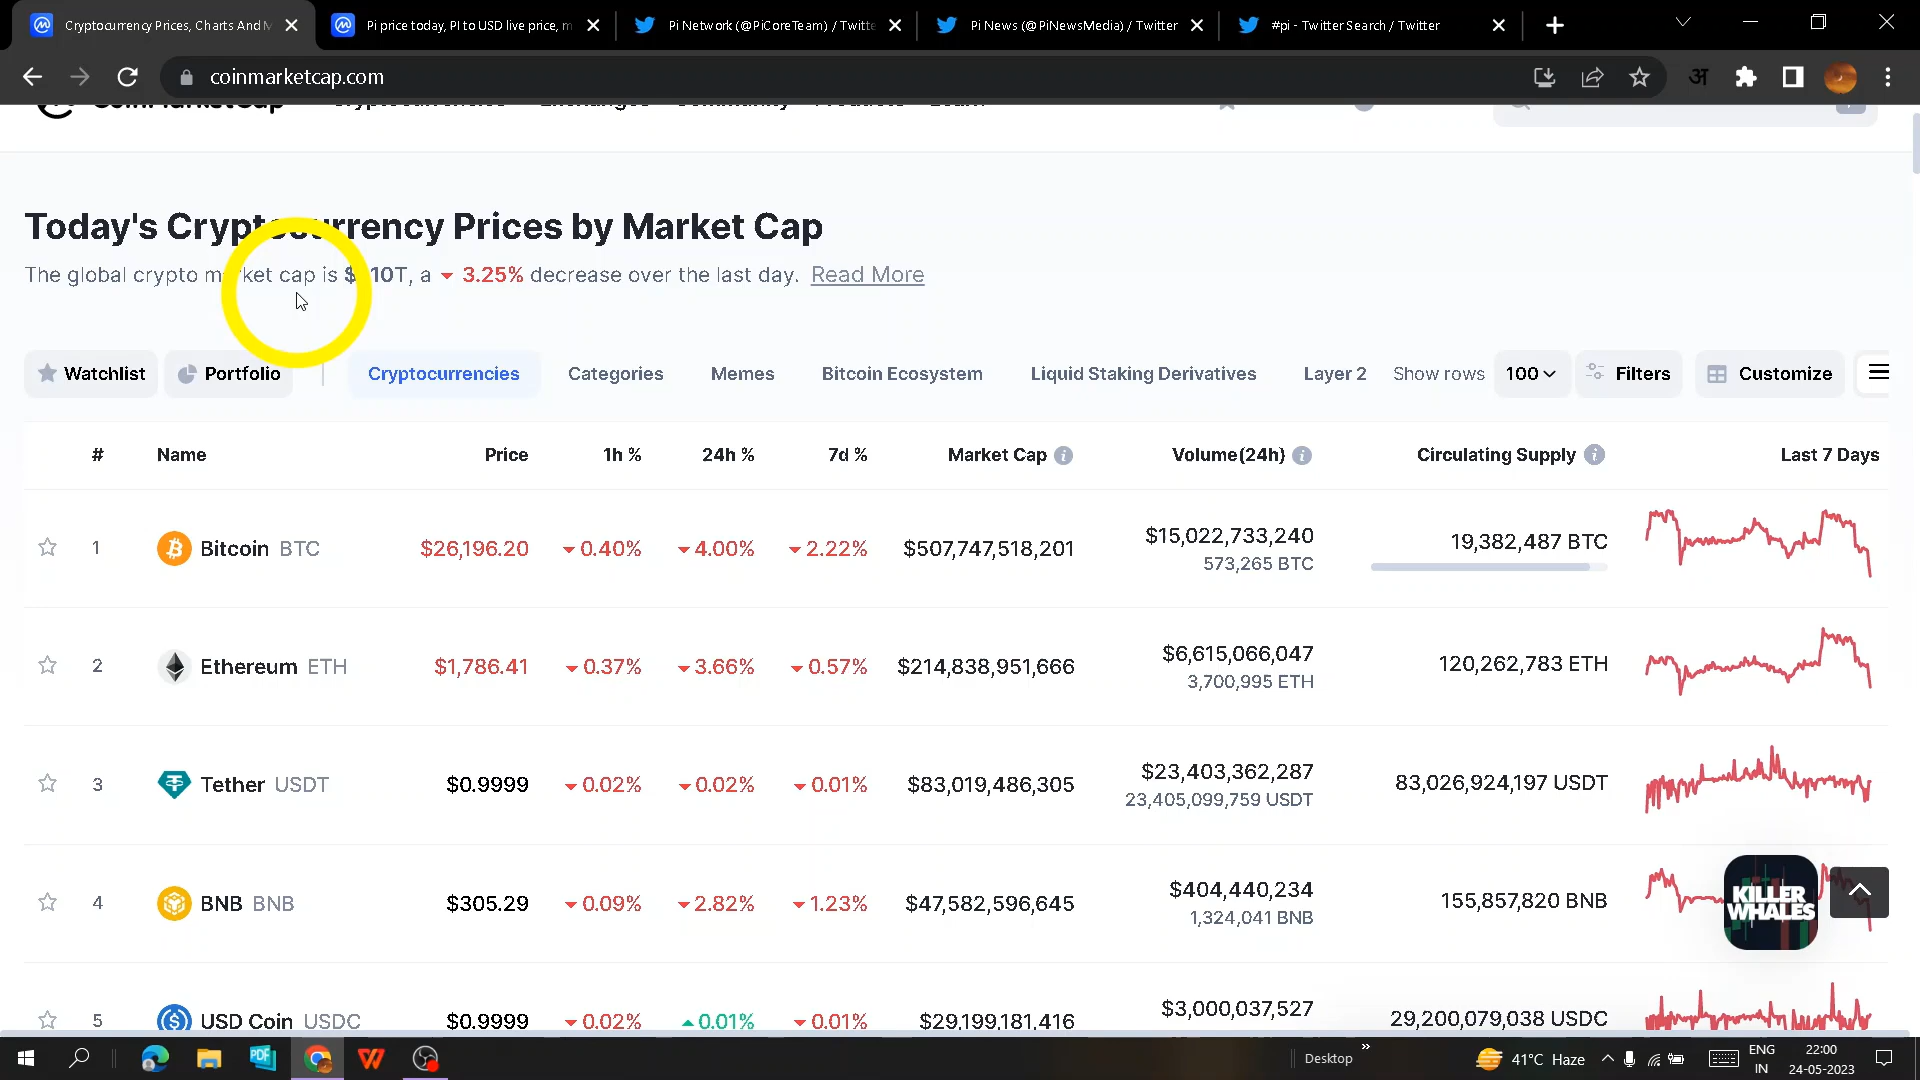 Cryptocurrency Prices, Charts And M
Pi price today, PI to USD live price, m
Pi Network (@PiCoreTeam) / Twitte
Pi News (@PiNewsMedia) / Twitter
#pi - Twitter Search / Twitter
coinmarketcap.com
Today's Cryptocurrency Prices by Market Cap
The global crypto market cap is 10T, a 3.25% decrease over the last day. Read More
Watchlist
Portfolio
Cryptocurrencies
Categories
Memes
Bitcoin Ecosystem
Liquid Staking Derivatives
Layer 2
Show rows
100
Filters
Customize
# Name Price 1h % 24h % 7d % Market Cap Volume(24h) Circulating Supply Last 7 Days
1 Bitcoin BTC $26,196.20 0.40% 4.00% 2.22% $507,747,518,201 $15,022,733,240 19,382,487 BTC
573,265 BTC
2 Ethereum ETH $1,786.41 0.37% 3.66% 0.57% $214,838,951,666 $6,615,066,047 120,262,783 ETH
3,700,995 ETH
3 Tether USDT $0.9999 0.02% 0.02% 0.01% $83,019,486,305 $23,403,362,287 83,026,924,197 USDT
23,405,099,759 USDT
4 BNB BNB $305.29 0.09% 2.82% 1.23% $47,582,596,645 $404,440,234 155,857,820 BNB
1,324,041 BNB
KILLER
WHALES
5 USD Coin USDC $0.9999 0.02% 0.01% 0.01% $29,199,181,416 $3,000,037,527 29,200,079,038 USDC
Desktop
41°C Haze
ENG
IN
22:00
24-05-2023